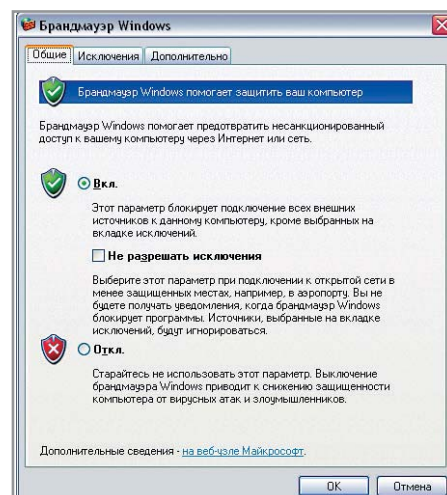 Брандмауэр Windows
Общие Исключения Дополнительно
Брандмауэр Windows помогает защитить ваш компьютер
Брандмауэр Windows помогает предотвратить несанкционированный
доступ к вашему компьютеру через Интернет или сеть.
Вкл.
Этот параметр блокирует подключение всех внешних
источников к данному компьютеру, кроме выбранных на
вкладке исключений.
Не разрешать исключения
Выберите этот параметр при подключении к открытой сети в
менее защищенных местах, например, в аэропорту. Вы не
будете получать уведомления, когда брандмауэр Windows
блокирует программы. Источники, выбранные на вкладке
исключений, будут игнорироваться.
Откл.
Старайтесь не использовать этот параметр. Выключение
брандмауэра Windows приводит к снижению защищенности
компьютера от вирусных атак и злоумышленников.
Дополнительные сведения - на веб-узле Майкрософт.
ОК Отмена